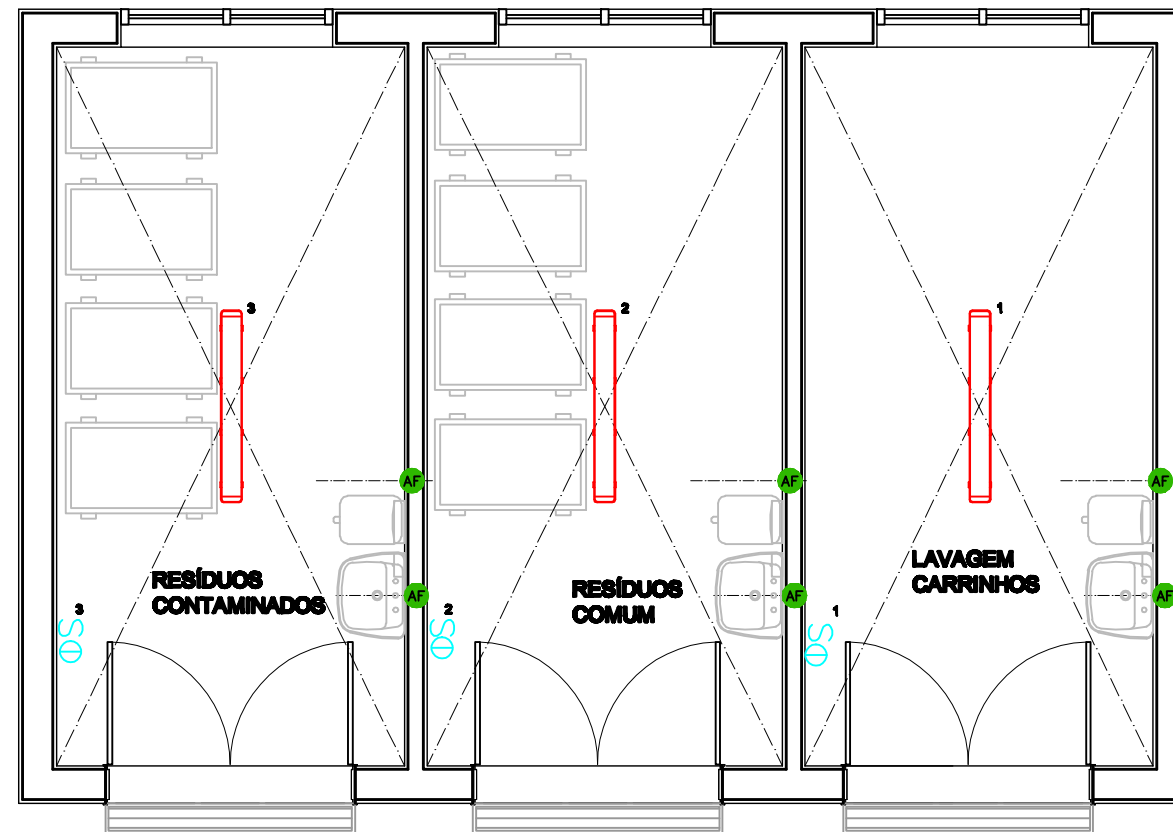 3
2
1
AF
AF
AF
RESÍDUOS
CONTAMINADOS
RESÍDUOS
COMUM
LAVAGEM
CARRINHOS
AF
AF
AF
3
2
1
S
S
S